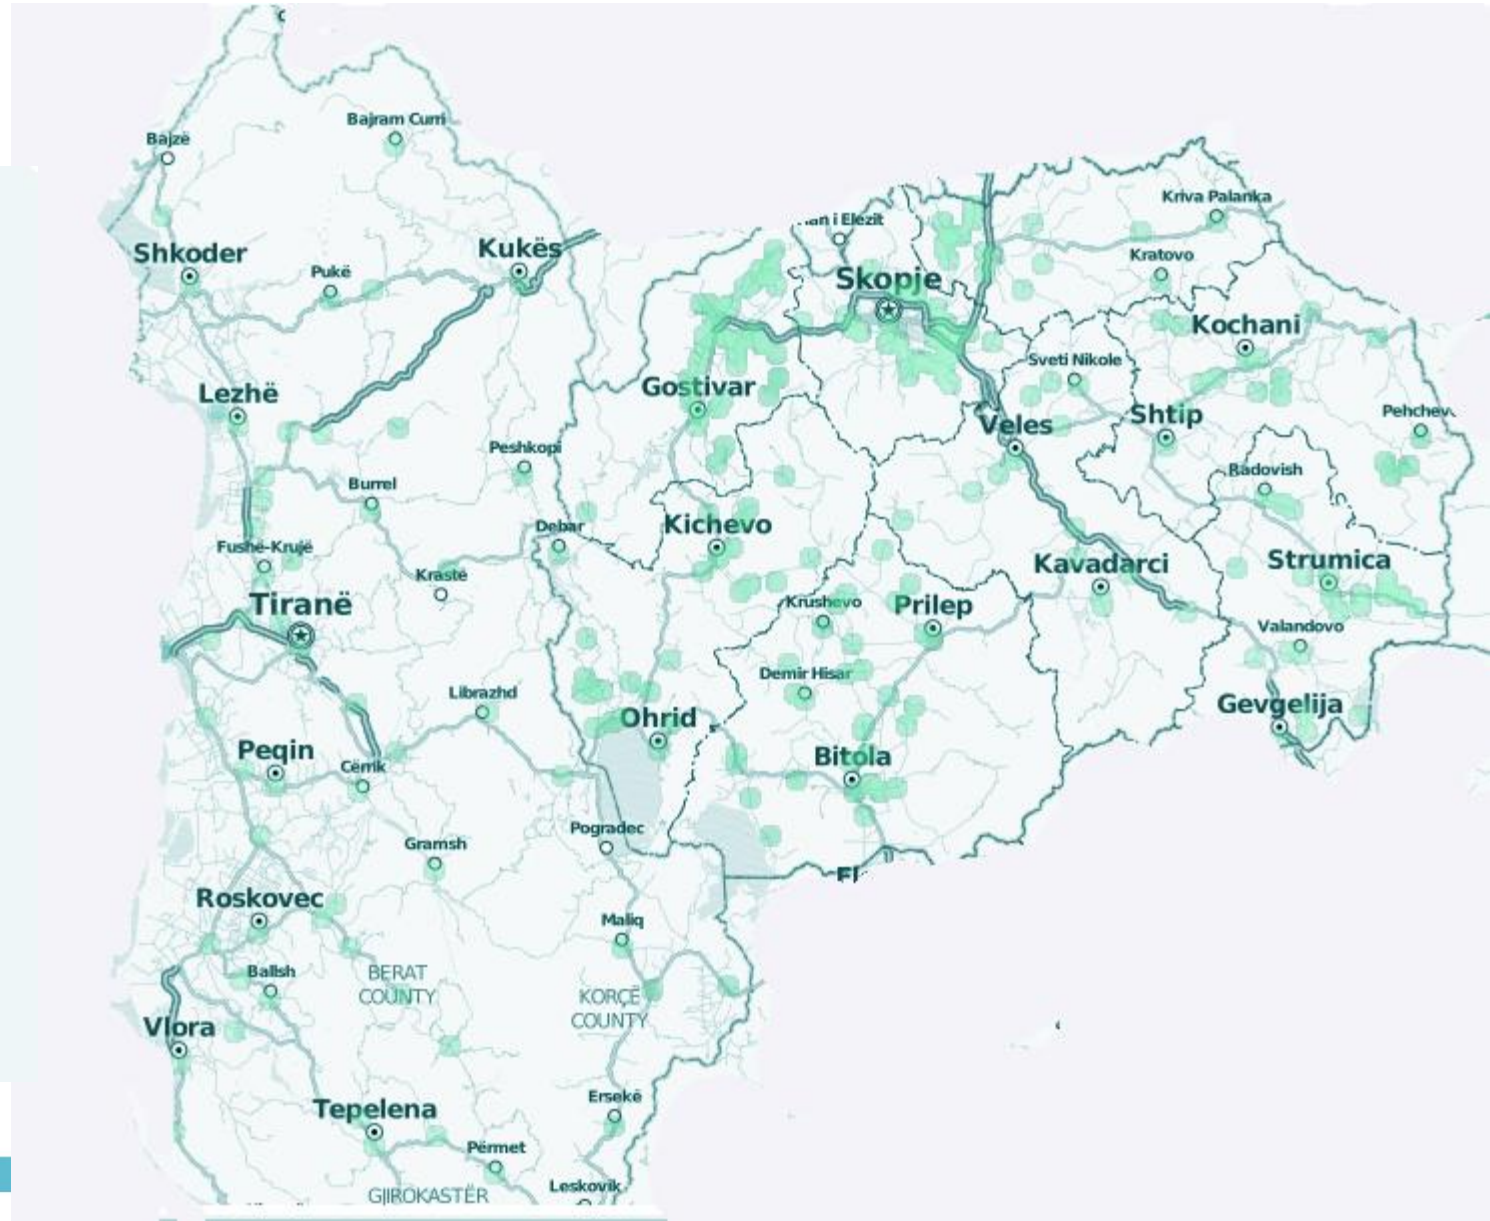 Bajram Curri
Bajzë
Kriva Palanka
Shkoder
Kukës
Kratovo
Pukë
Skopje
Kochani
Sveti Nikole
Lezhë
Gostivar
Veles
Shtip
Peshkopi
Burrel
Radovish
Debar
Kichevo
Fushë-Krujë
Krastë
Kavadarci
Strumica
Tiranë
Krushevo
Prilep
Valandovo
Librazhd
Demir Hisar
Ohrid
Gevgelija
Peqin
Cërrik
Bitola
Pogradec
Gramsh
Roskovec
Maliq
Ballsh
BERAT
COUNTY
KORÇË
COUNTY
Vlora
Ersekë
Tepelena
Përmet
Leskovik
GJIROKASTËR